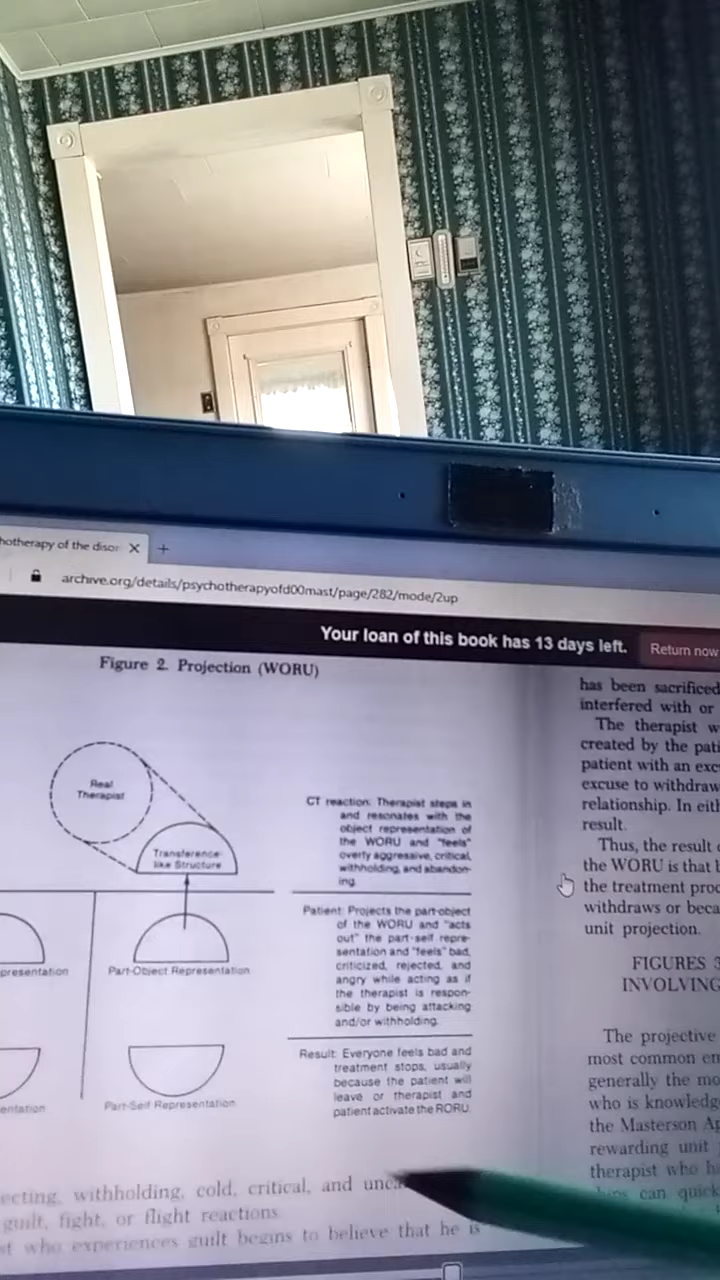 hotherapy of the disor
archive.org/details/psychotherapyofd00mast/page/282/mode/2up
Your loan of this book has 13 days left.
Return now
Figure 2. Projection (WORU)
Real
Therapist
Transference-
like Structure
presentation
Part-Object Representation
entation
Part-Self Representation
CT reaction: Therapist steps in
and resonates with the
object representation of
the WORU and "feels"
overty aggressive, critical,
withholding, and abandon-
ing.
Patient: Projects the part-object
of the WORU and "acts
out" the part-self repre-
sentation and "feels" bad,
criticized, rejected, and
angry while acting as if
the therapist is respon-
sible by being attacking
and/or withholding.
Result: Everyone feels bad and
treatment stops, usually
because the patient will
leave or therapist and
patient activate the RORU.
ecting, withholding, cold, critical, and
guilt, fight, or flight reactions.
st who experiences guilt begins to believe that he is
has been sacrificed
interfered with or
The therapist w
created by the pati
patient with an exc
excuse to withdraw
relationship. In eith
result.
Thus, the result o
the WORU is that b
the treatment proc
withdraws or beca
unit projection.
FIGURES 3
INVOLVING
The projective
most common en
generally the mo
who is knowledg
the Masterson Ap
rewarding unit
therapist who h
can quick